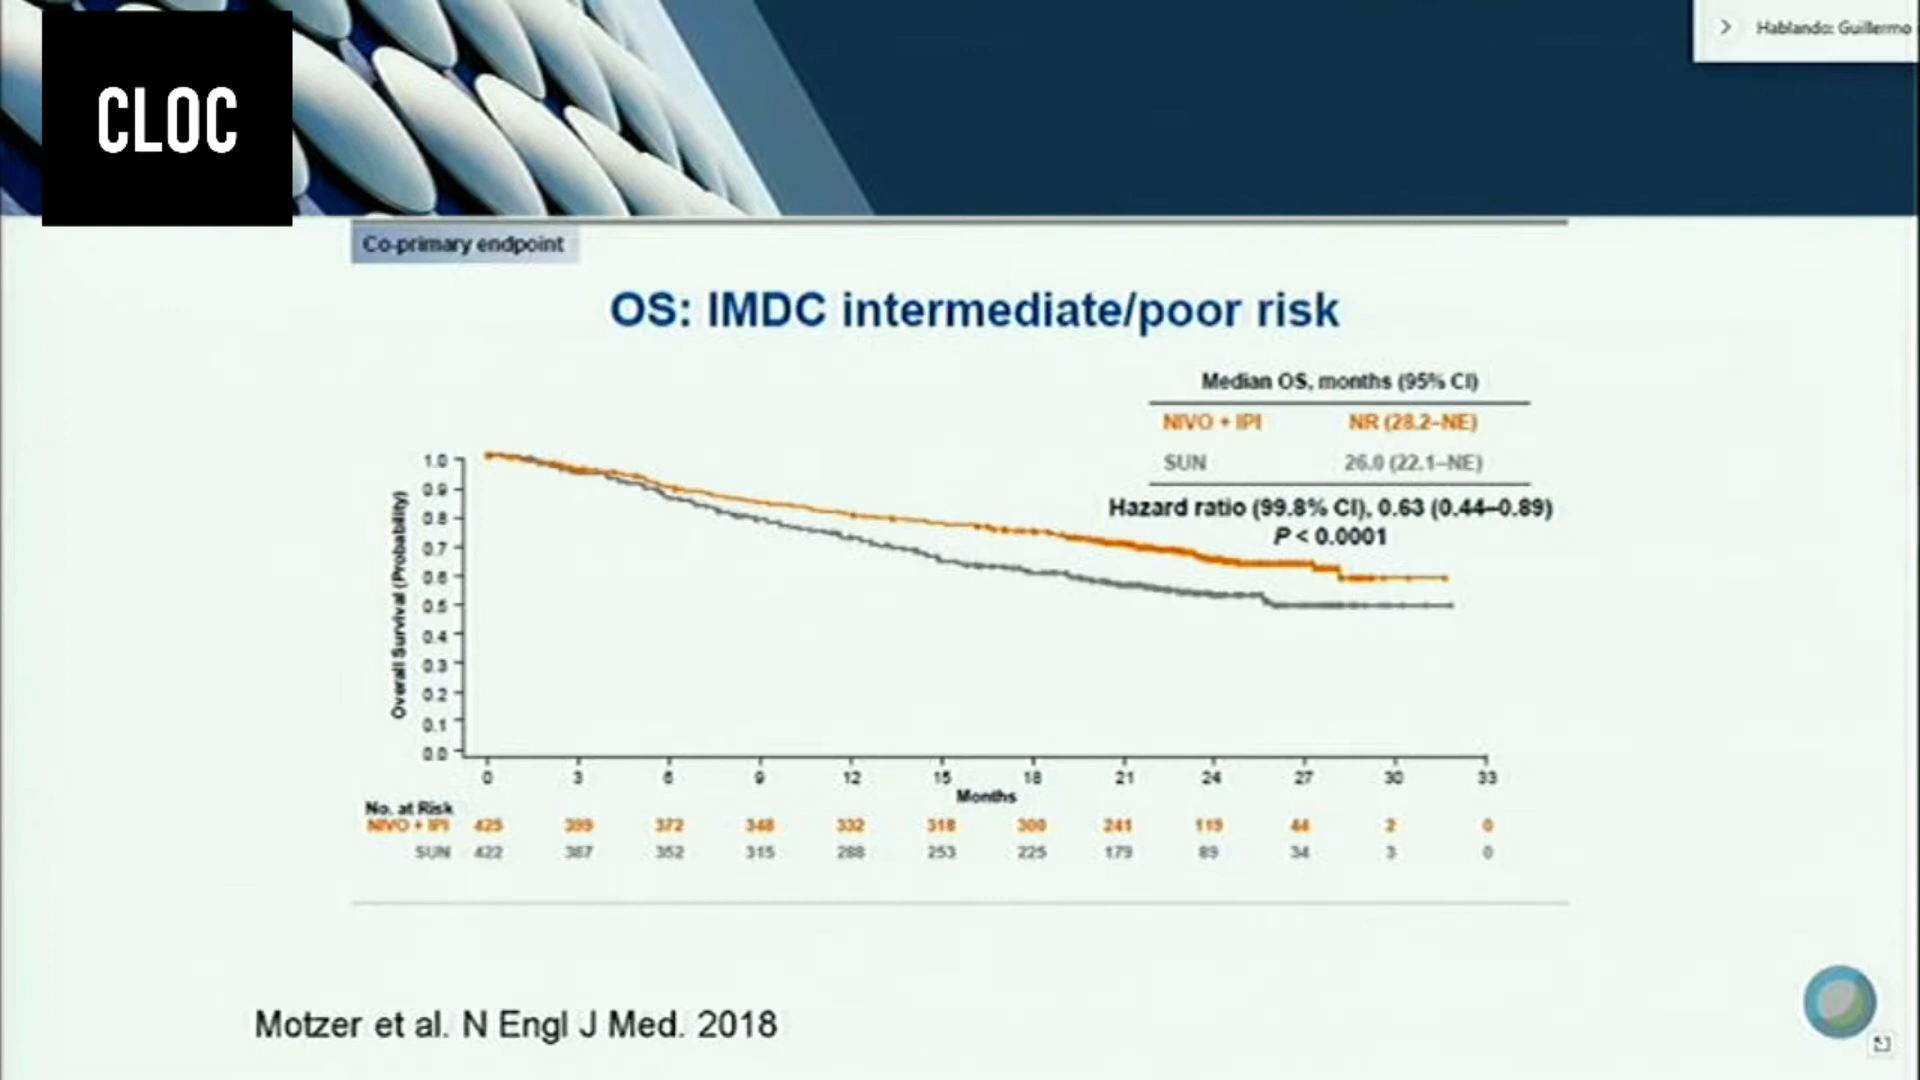 Hablando: Guillermo
CLOC
Co-primary endpoint
OS: IMDC intermediate/poor risk
Median OS, months (95% CI)
NIVO + IPI NR (28.2–NE)
SUN 26.0 (22.1–NE)
Hazard ratio (99.8% CI), 0.63 (0.44–0.89)
P < 0.0001
Overall Survival (Probability)
1.0
0.9
0.8
0.7
0.6
0.5
0.4
0.3
0.2
0.1
0.0
0 3 6 9 12 15 18 21 24 27 30 33
Months
No. at Risk
NIVO + IPI 425 399 372 348 332 318 300 241 119 44 2 0
SUN 422 387 352 315 288 253 225 179 89 34 3 0
Motzer et al. N Engl J Med. 2018